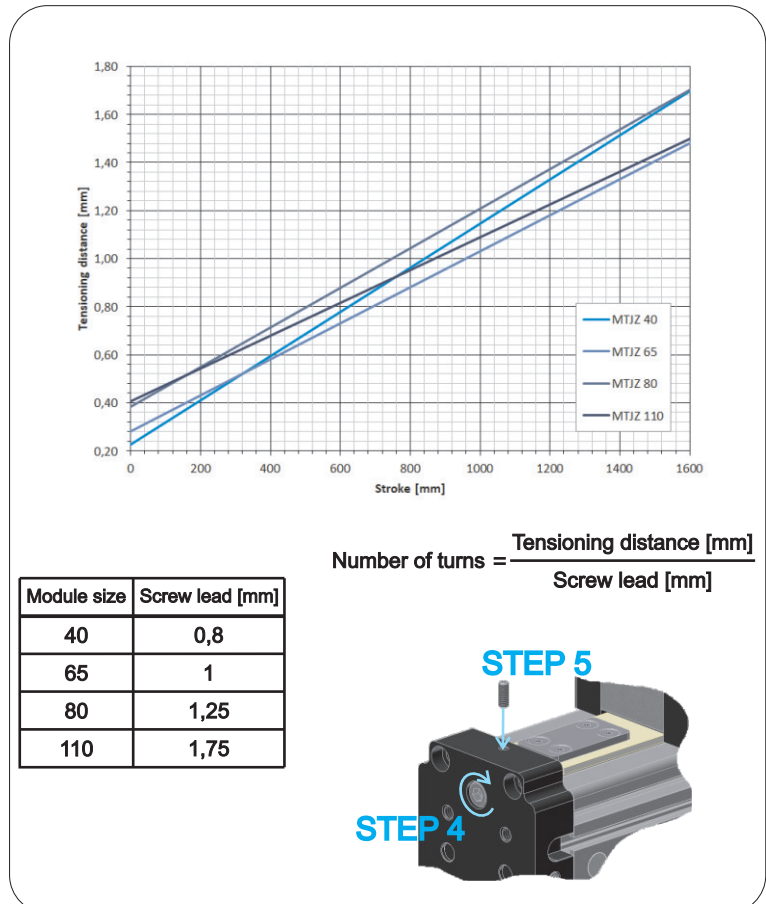 1,80
1,60
1,40
1,20
1,00
0,80
0,60
0,40
0,20
Tensioning distance [mm]
0 200 400 600 800 1000 1200 1400 1600
Stroke [mm]
MTJZ 40
MTJZ 65
MTJZ 80
MTJZ 110
Number of turns = Tensioning distance [mm]
Screw lead [mm]
Module size Screw lead [mm]
40 0,8
65 1
80 1,25
110 1,75
STEP 5
STEP 4